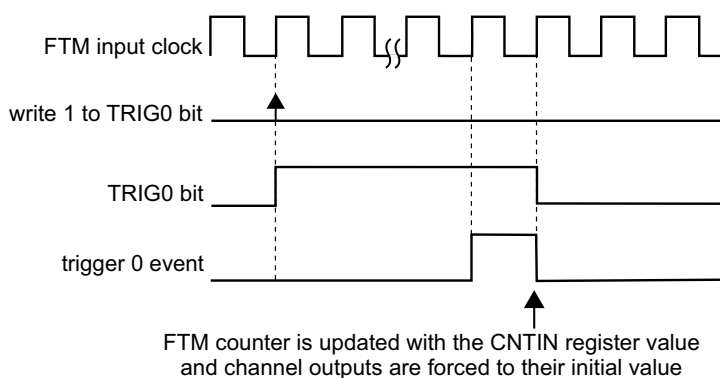 FTM input clock
write 1 to TRIG0 bit
TRIG0 bit
trigger 0 event
FTM counter is updated with the CNTIN register value
and channel outputs are forced to their initial value